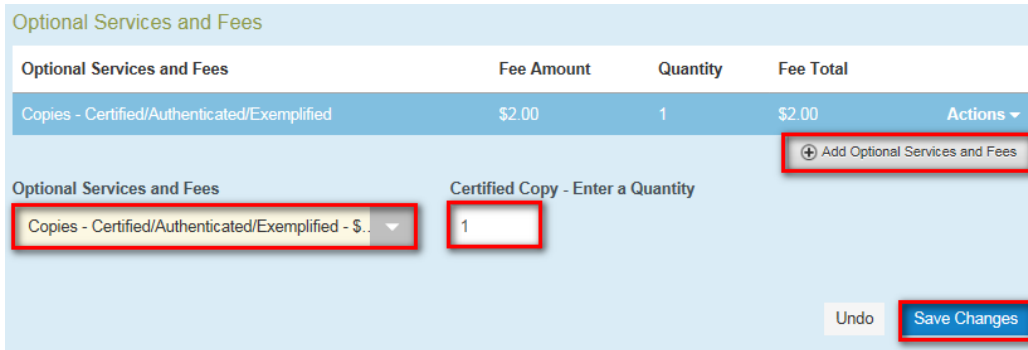 Optional Services and Fees
Optional Services and Fees Fee Amount Quantity Fee Total
Copies - Certified/Authenticated/Exemplified $2.00 1 $2.00 Actions
Add Optional Services and Fees
Optional Services and Fees Certified Copy - Enter a Quantity
Copies - Certified/Authenticated/Exemplified - $.. 1
Undo Save Changes